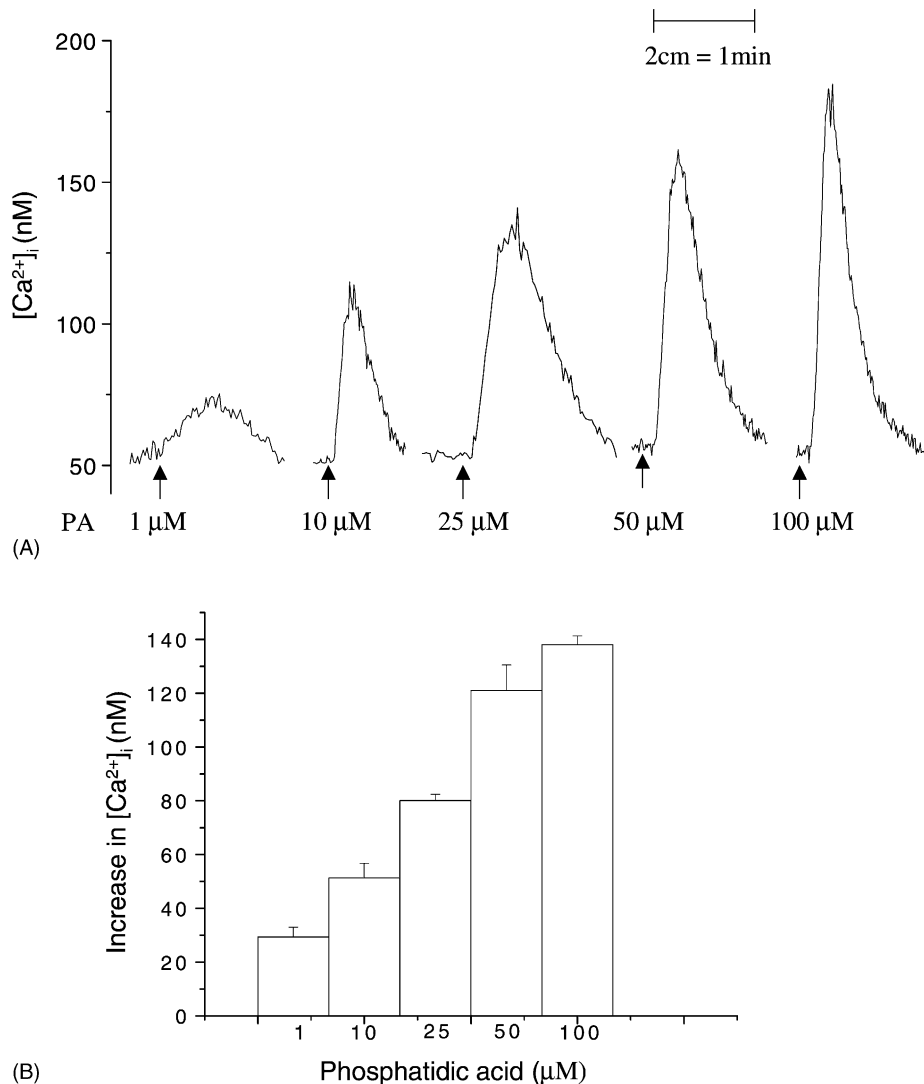 200
150
100
50
[Ca²⁺]ᵢ (nM)
2cm = 1min
PA 1 µM 10 µM 25 µM 50 µM 100 µM
(A)
140
120
100
80
60
40
20
0
Increase in [Ca²⁺]ᵢ (nM)
1 10 25 50 100
Phosphatidic acid (µM)
(B)